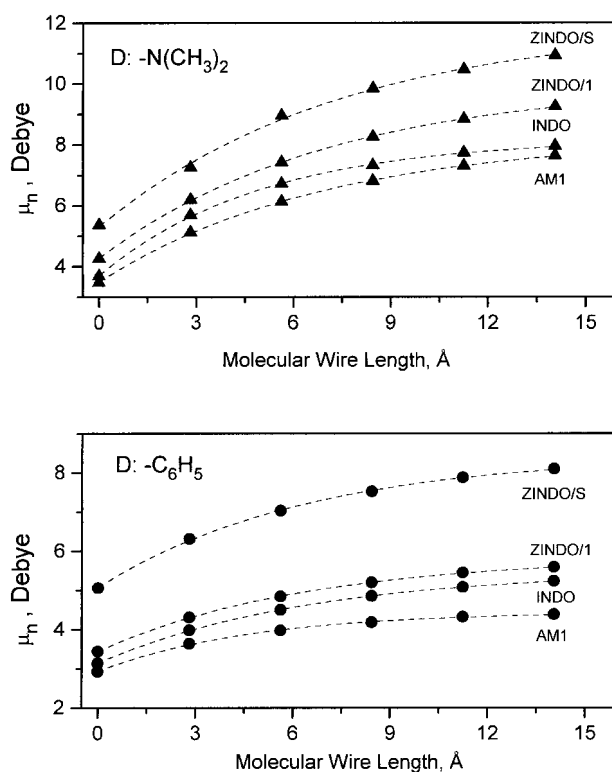 D: -N(CH₃)₂
ZINDO/S
ZINDO/1
INDO
AM1
12
10
8
6
4
μₙ , Debye
0 3 6 9 12 15
Molecular Wire Length, Å
D: -C₆H₅
ZINDO/S
ZINDO/1
INDO
AM1
8
6
4
2
μₙ , Debye
0 3 6 9 12 15
Molecular Wire Length, Å